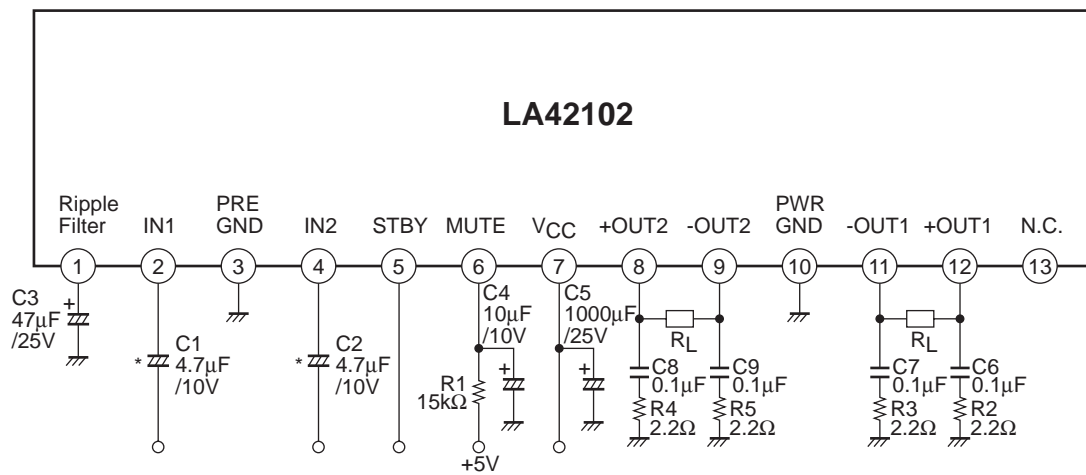 LA42102
Ripple
Filter
IN1
PRE
GND
IN2
STBY
MUTE
VCC
+OUT2
-OUT2
PWR
GND
-OUT1
+OUT1
N.C.
1
2
3
4
5
6
7
8
9
10
11
12
13
C3
47μF
/25V
+
* C1
4.7μF
/10V
* C2
4.7μF
/10V
C4
10μF
/10V
+
R1
15kΩ
+5V
C5
1000μF
/25V
+
RL
C8
0.1μF
R4
2.2Ω
C9
0.1μF
R5
2.2Ω
RL
C7
0.1μF
R3
2.2Ω
C6
0.1μF
R2
2.2Ω